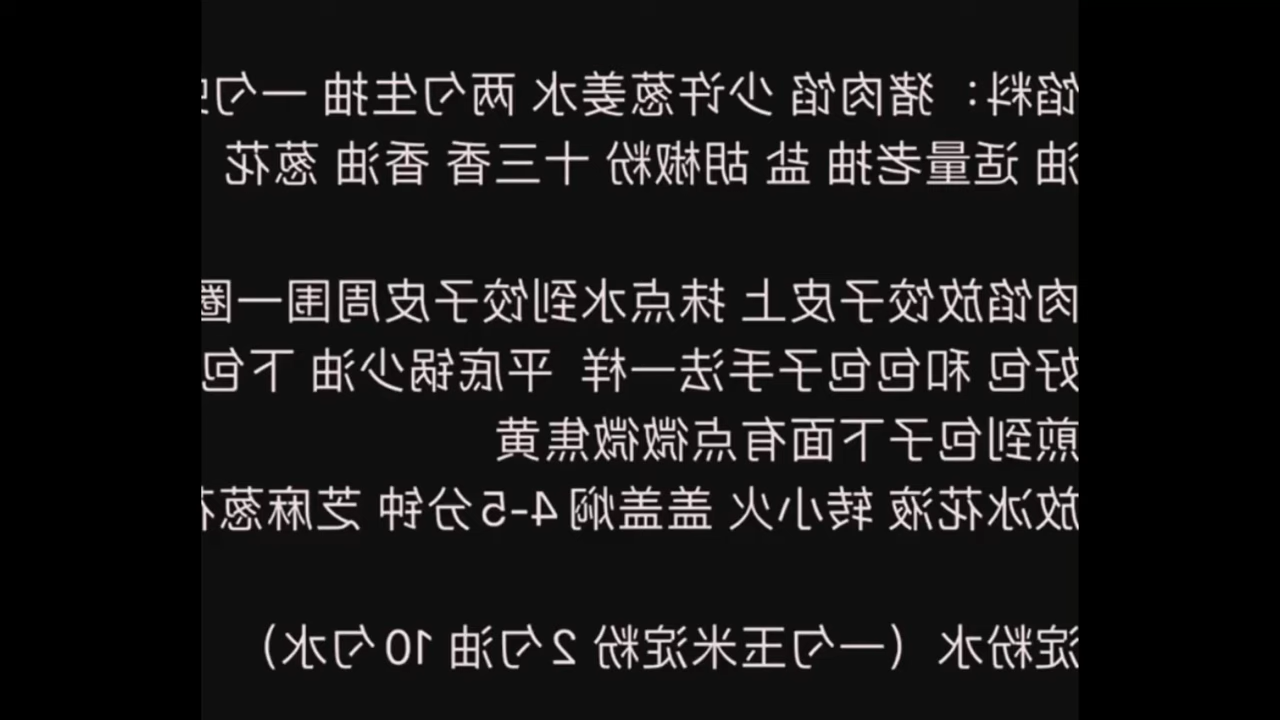 馅料：猪肉馅 少许葱姜水 两勺生抽 一勺
油 适量老抽 盐 胡椒粉 十三香 香油 葱花
肉馅放饺子皮上 抹点水到饺子皮周围一圈
好包 和包包子手法一样 平底锅少油 下包
煎到包子下面有点微微焦黄
放冰花液 转小火 盖盖焖4-5分钟 芝麻葱
淀粉水（一勺玉米淀粉 2勺油 10勺水）